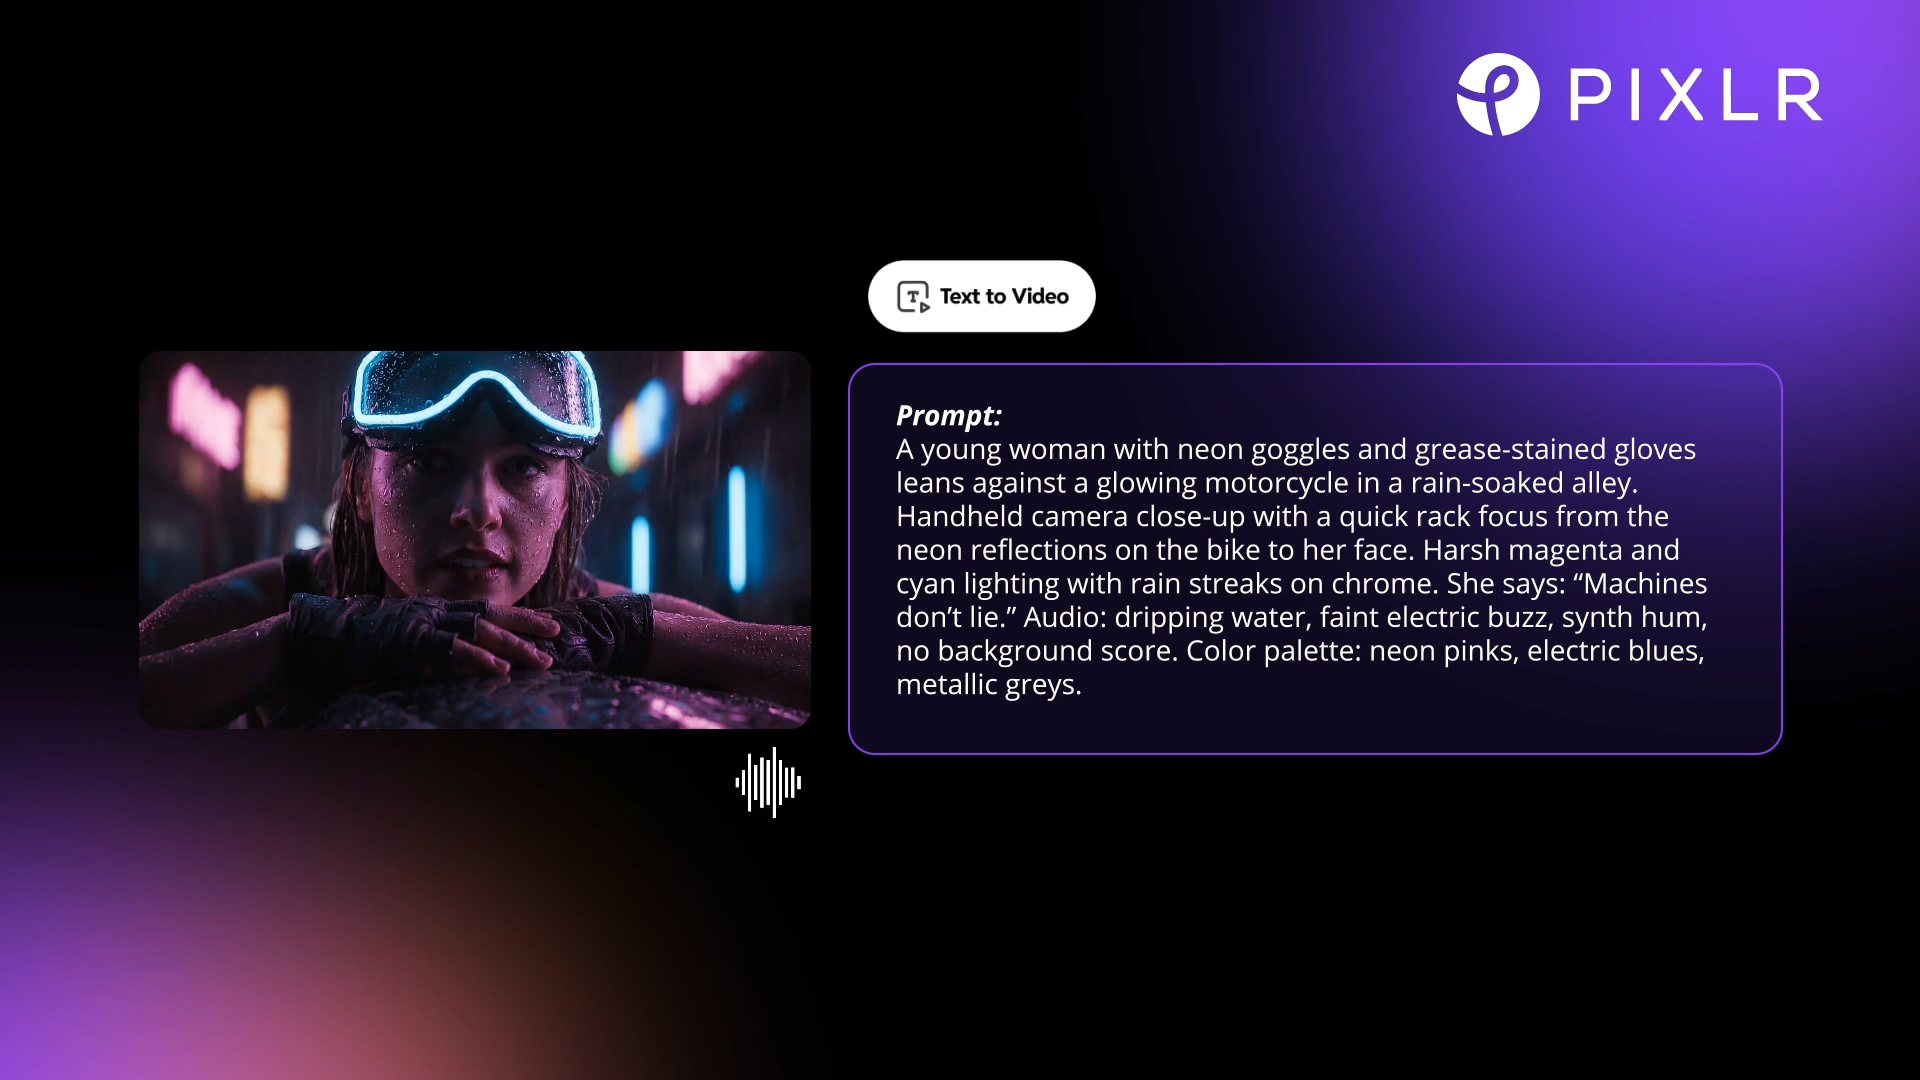 PIXLR
Text to Video
Prompt:
A young woman with neon goggles and grease-stained gloves
leans against a glowing motorcycle in a rain-soaked alley.
Handheld camera close-up with a quick rack focus from the
neon reflections on the bike to her face. Harsh magenta and
cyan lighting with rain streaks on chrome. She says: “Machines
don’t lie.” Audio: dripping water, faint electric buzz, synth hum,
no background score. Color palette: neon pinks, electric blues,
metallic greys.